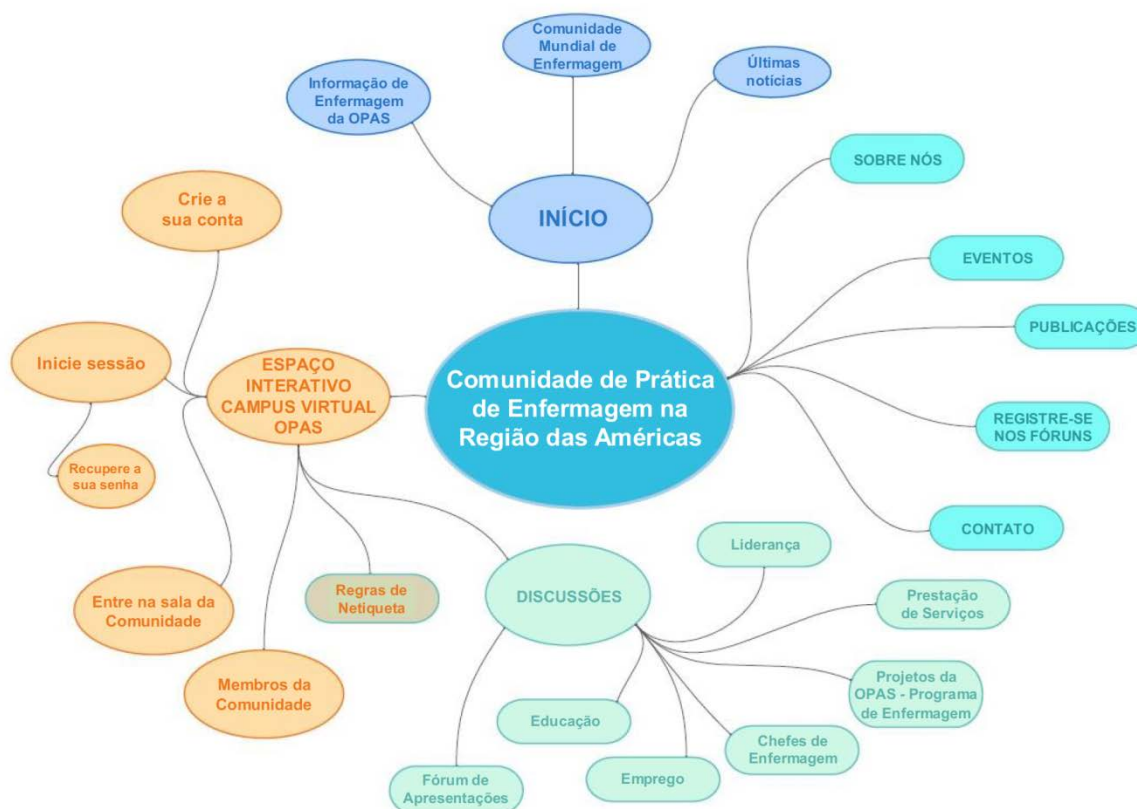 Comunidade
Mundial de
Enfermagem
Últimas
notícias
Informação de
Enfermagem
da OPAS
INÍCIO
SOBRE NÓS
Crie a
sua conta
EVENTOS
PUBLICAÇÕES
Inicie sessão
ESPAÇO
INTERATIVO
CAMPUS VIRTUAL
OPAS
Comunidade de Prática
de Enfermagem na
Região das Américas
REGISTRE-SE
NOS FÓRUNS
Recupere a
sua senha
CONTATO
Liderança
Entre na sala da
Comunidade
Regras de
Netiqueta
DISCUSSÕES
Prestação
de Serviços
Membros da
Comunidade
Projetos da
OPAS - Programa
de Enfermagem
Educação
Chefes de
Enfermagem
Fórum de
Apresentações
Emprego